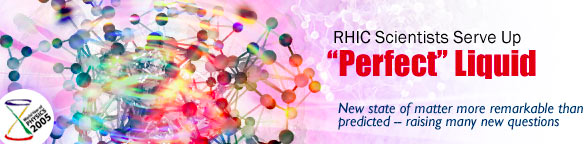 RHIC Scientists Serve Up
“Perfect” Liquid
New state of matter more remarkable than
predicted -- raising many new questions
PHYSICS
2005